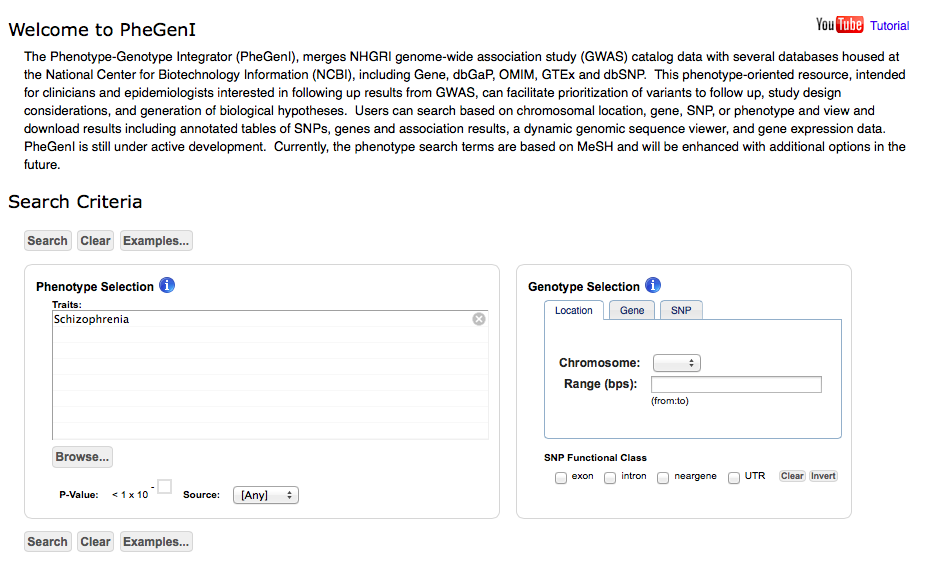 Welcome to PheGenI
You Tube Tutorial
The Phenotype-Genotype Integrator (PheGenI), merges NHGRI genome-wide association study (GWAS) catalog data with several databases housed at
the National Center for Biotechnology Information (NCBI), including Gene, dbGaP, OMIM, GTEx and dbSNP. This phenotype-oriented resource, intended
for clinicians and epidemiologists interested in following up results from GWAS, can facilitate prioritization of variants to follow up, study design
considerations, and generation of biological hypotheses. Users can search based on chromosomal location, gene, SNP, or phenotype and view and
download results including annotated tables of SNPs, genes and association results, a dynamic genomic sequence viewer, and gene expression data.
PheGenI is still under active development. Currently, the phenotype search terms are based on MeSH and will be enhanced with additional options in the
future.
Search Criteria
Search Clear Examples...
Phenotype Selection i
Traits:
Schizophrenia
Browse...
P-Value: < 1 x 10 - Source: [Any]
Genotype Selection i
Location Gene SNP
Chromosome:
Range (bps):
(from:to)
SNP Functional Class
exon intron neargene UTR Clear Invert
Search Clear Examples...